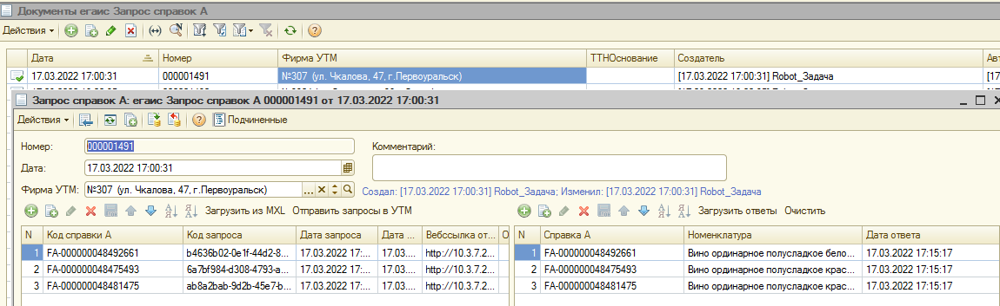 Документы егаис Запрос справок А
Действия
Дата Номер Фирма УТМ ТТНОснование Создатель Авт
17.03.2022 17:00:31 000001491 №307 (ул. Чкалова, 47, г.Первоуральск) [17.03.2022 17:00:31] Robot_Задача [17
Запрос справок А: егаис Запрос справок А 000001491 от 17.03.2022 17:00:31
Действия Подчиненные
Номер: 000001491 Комментарий:
Дата: 17.03.2022 17:00:31
Фирма УТМ: №307 (ул. Чкалова, 47, г.Первоуральск) Создал: [17.03.2022 17:00:31] Robot_Задача; Изменил: [17.03.2022 17:00:31] Robot_Задача
Загрузить из MXL Отправить запросы в УТМ Загрузить ответы Очистить
N Код справки А Код запроса Дата запроса Дата ... Вебссылка от... О N Справка А Номенклатура Дата ответа
1 FA-000000048492661 b4636b02-0e1f-44d2-8... 17.03.2022 17:... 17.03.... http://10.3.7.2... 1 FA-000000048492661 Вино ординарное полусладкое бело... 17.03.2022 17:15:17
2 FA-000000048475493 6a7bf984-d308-4793-a... 17.03.2022 17:... 17.03.... http://10.3.7.2... 2 FA-000000048475493 Вино ординарное полусладкое крас... 17.03.2022 17:15:17
3 FA-000000048481475 ab8a2bab-9d2b-45e7-b... 17.03.2022 17:... 17.03.... http://10.3.7.2... 3 FA-000000048481475 Вино ординарное полусладкое крас... 17.03.2022 17:15:17